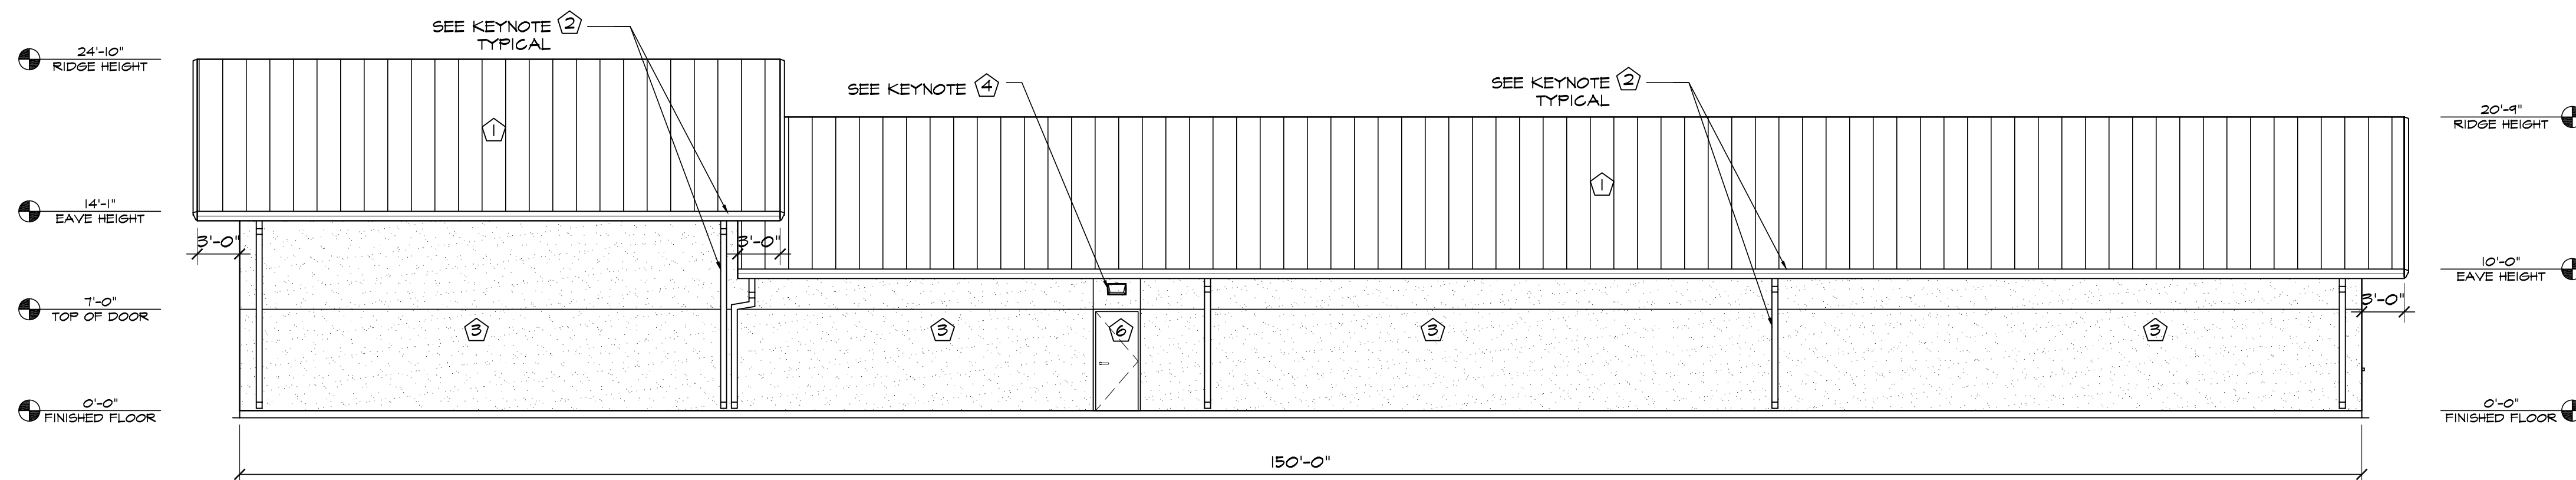 SEE KEYNOTE 2
TYPICAL
24'-10"
RIDGE HEIGHT
SEE KEYNOTE 4
SEE KEYNOTE 2
TYPICAL
20'-9"
RIDGE HEIGHT
1
1
14'-1"
EAVE HEIGHT
3'-0"
3'-0"
10'-0"
EAVE HEIGHT
3'-0"
7'-0"
TOP OF DOOR
3
3
6
3
3
0'-0"
FINISHED FLOOR
0'-0"
FINISHED FLOOR
150'-0"